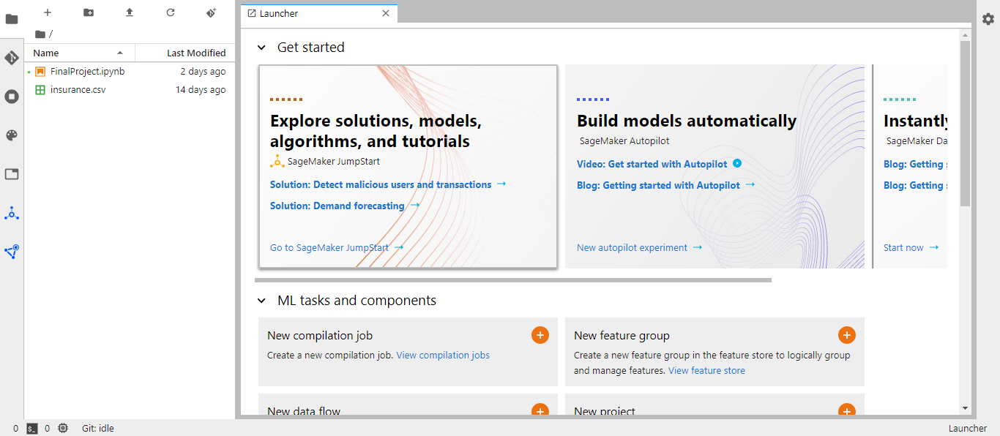 Launcher
/
Name
Last Modified
FinalProject.ipynb
2 days ago
insurance.csv
14 days ago
Get started
Explore solutions, models,
algorithms, and tutorials
SageMaker JumpStart
Solution: Detect malicious users and transactions
Solution: Demand forecasting
Go to SageMaker JumpStart
Build models automatically
SageMaker Autopilot
Video: Get started with Autopilot
Blog: Getting started with Autopilot
New autopilot experiment
Instantly
SageMaker Da
Blog: Getting s
Blog: Getting s
Start now
ML tasks and components
New compilation job
Create a new compilation job. View compilation jobs
New feature group
Create a new feature group in the feature store to logically group
and manage features. View feature store
New data flow
New project
0
$_
0
Git: idle
Launcher